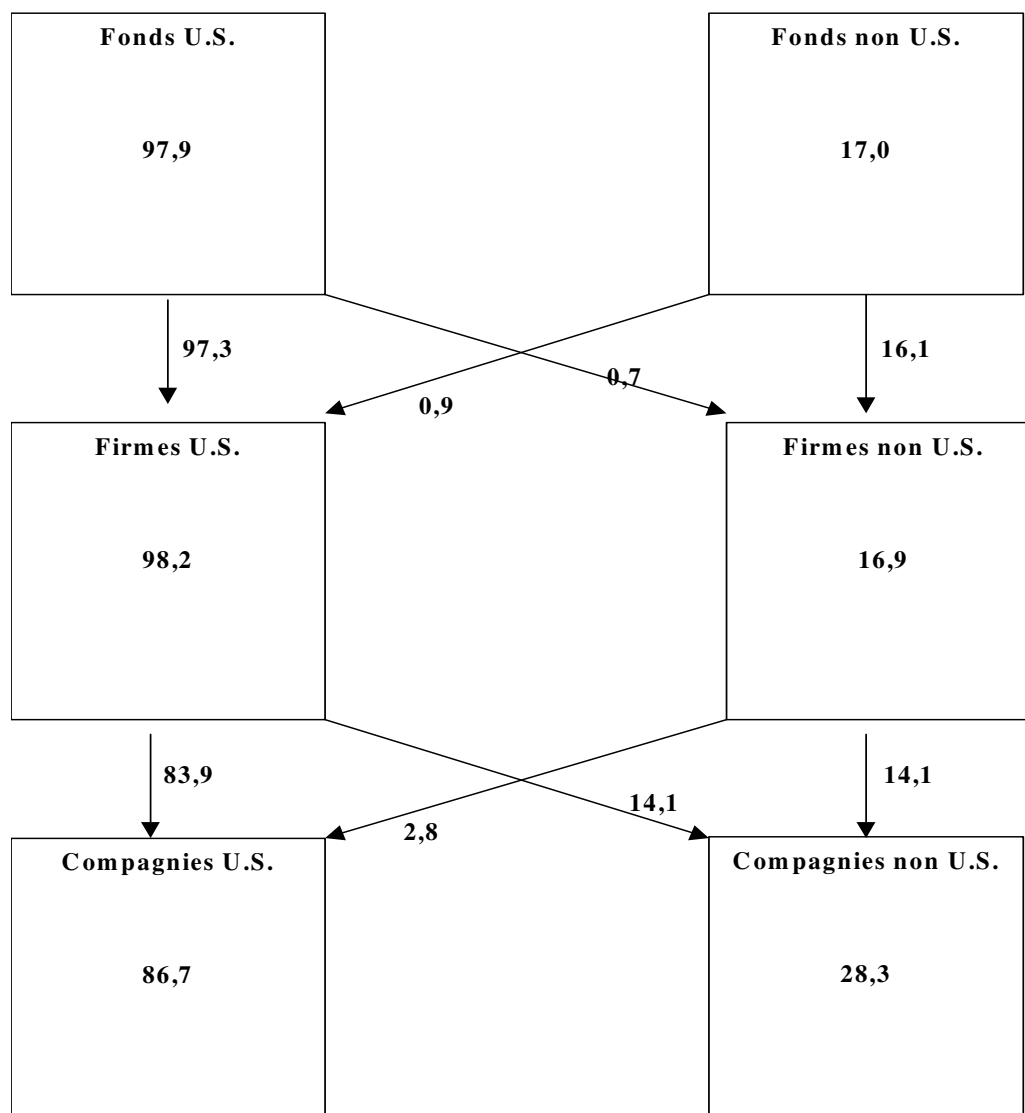 Fonds U.S.
Fonds non U.S.
97,9
17,0
97,3
16,1
0,7
0,9
Firmes U.S.
Firmes non U.S.
98,2
16,9
83,9
14,1
14,1
2,8
Compagnies U.S.
Compagnies non U.S.
86,7
28,3